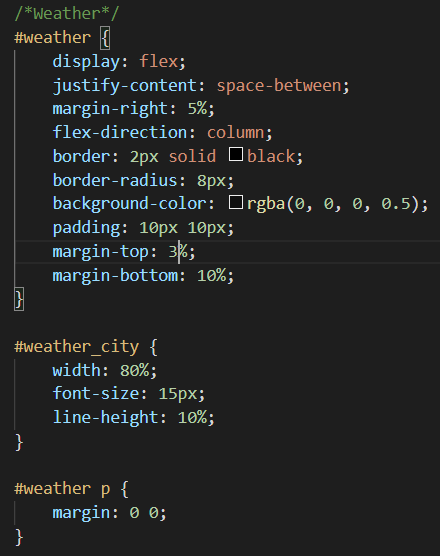 /*Weather*/
#weather {
    display: flex;
    justify-content: space-between;
    margin-right: 5%;
    flex-direction: column;
    border: 2px solid black;
    border-radius: 8px;
    background-color: rgba(0, 0, 0, 0.5);
    padding: 10px 10px;
    margin-top: 3%;
    margin-bottom: 10%;
}

#weather_city {
    width: 80%;
    font-size: 15px;
    line-height: 10%;
}

#weather p {
    margin: 0 0;
}